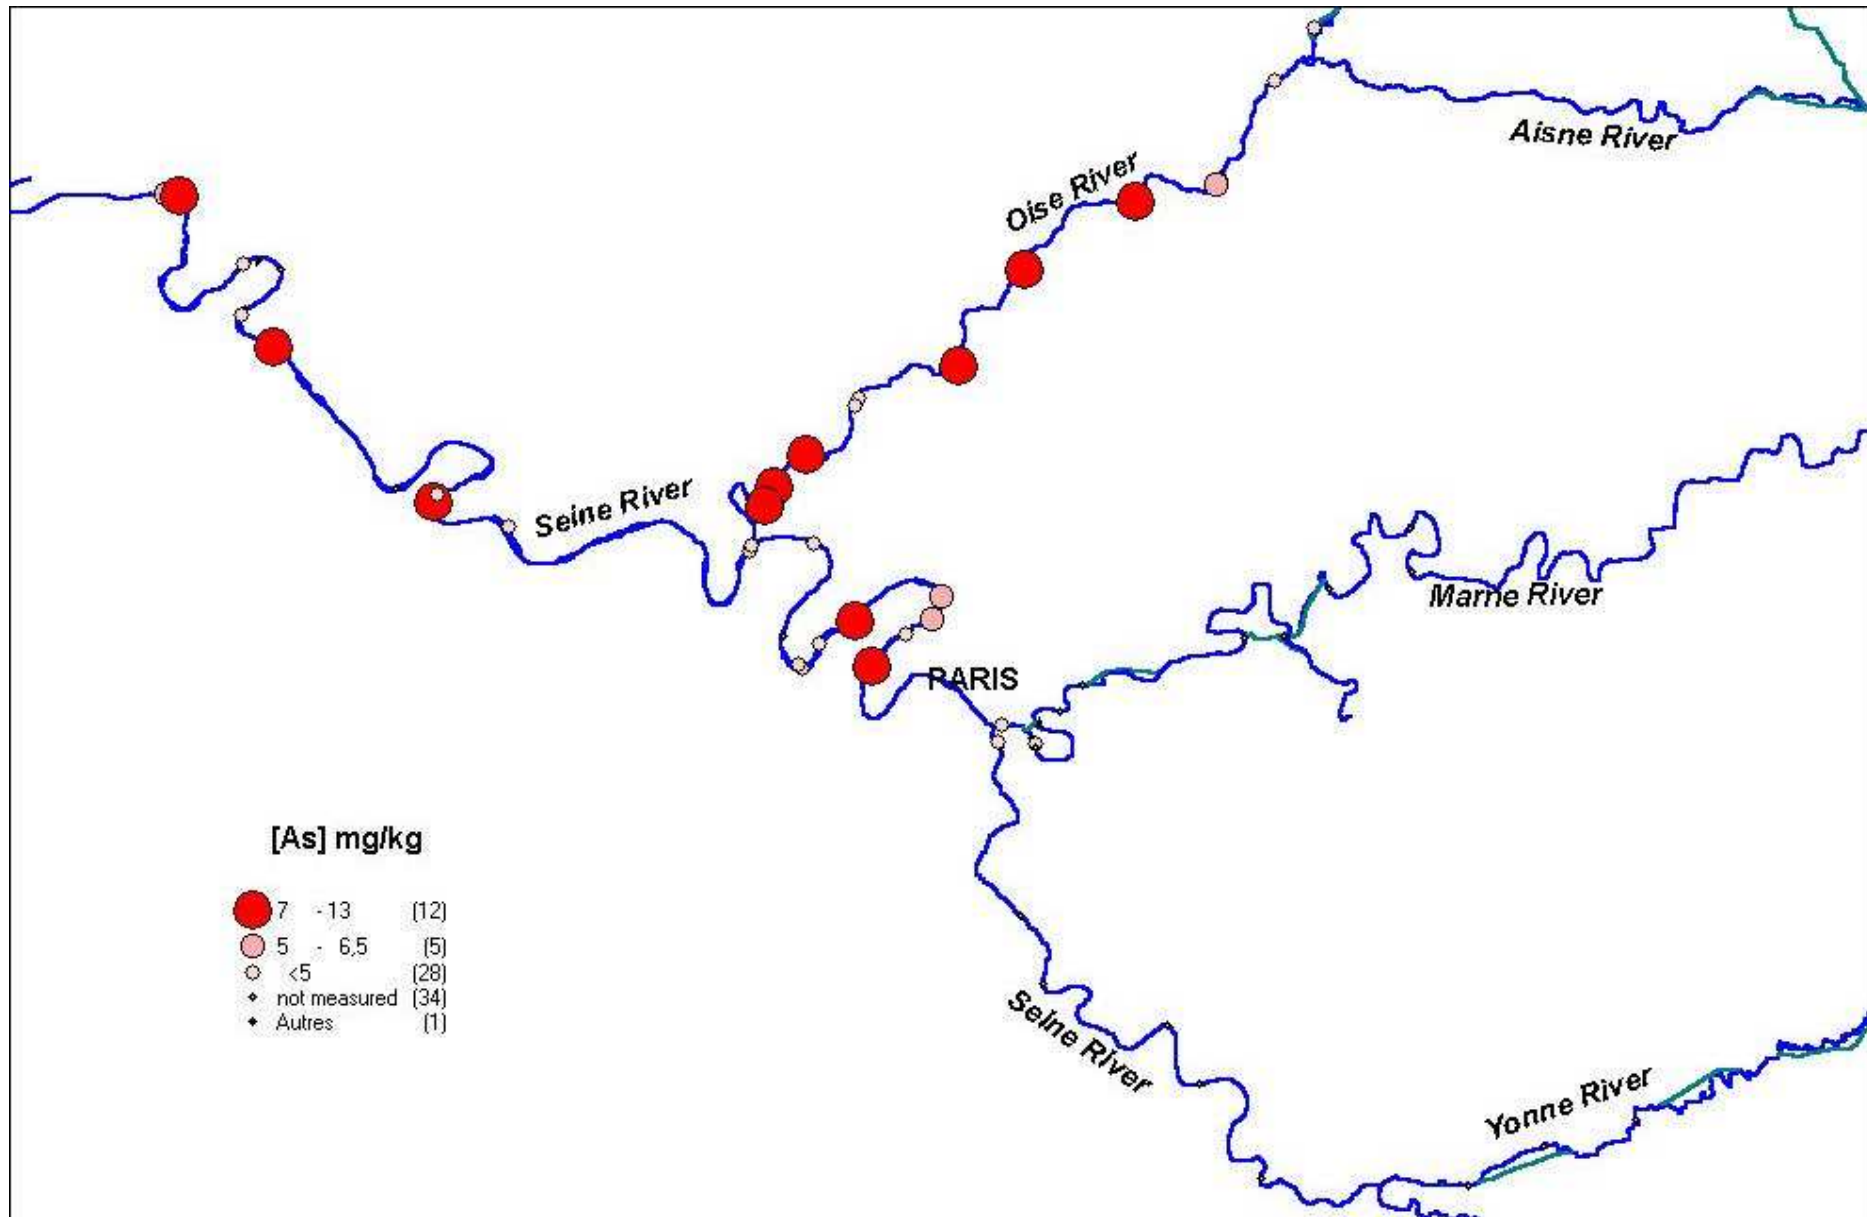 Aisne River
Oise River
Seine River
Marne River
PARIS
[As] mg/kg
7 - 13 (12)
5 - 6,5 (5)
<5 (28)
not measured (34)
Autres (1)
Seine River
Yonne River